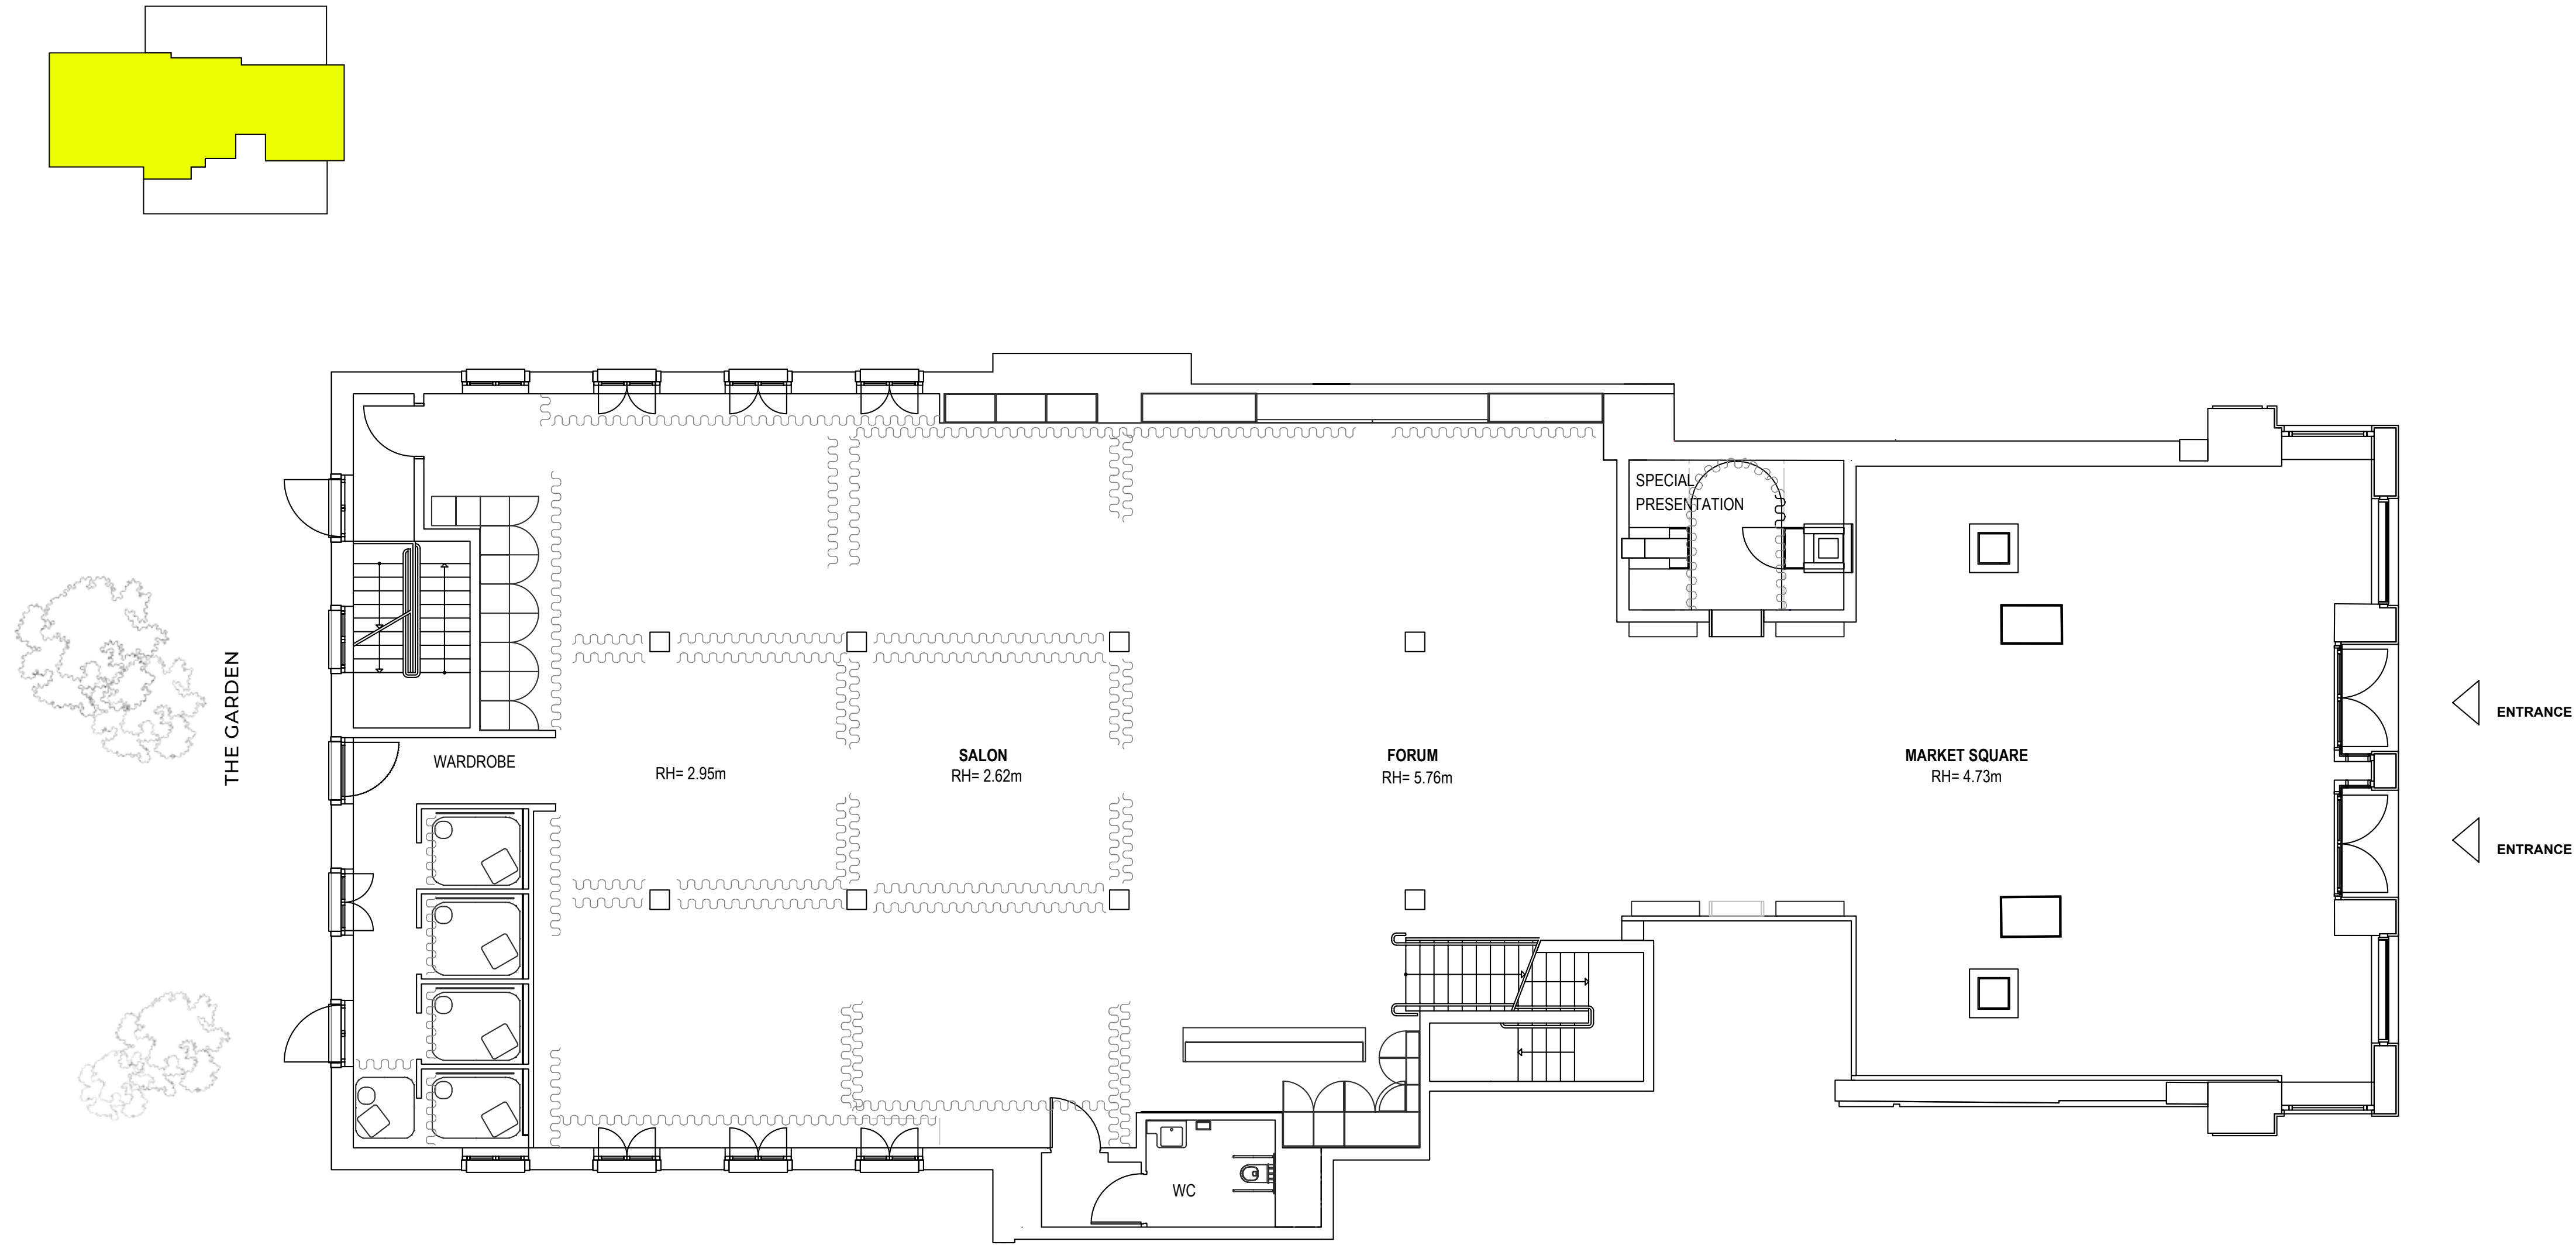 SPECIAL
PRESENTATION
THE GARDEN
WARDROBE
RH= 2.95m
SALON
RH= 2.62m
FORUM
RH= 5.76m
MARKET SQUARE
RH= 4.73m
ENTRANCE
ENTRANCE
WC